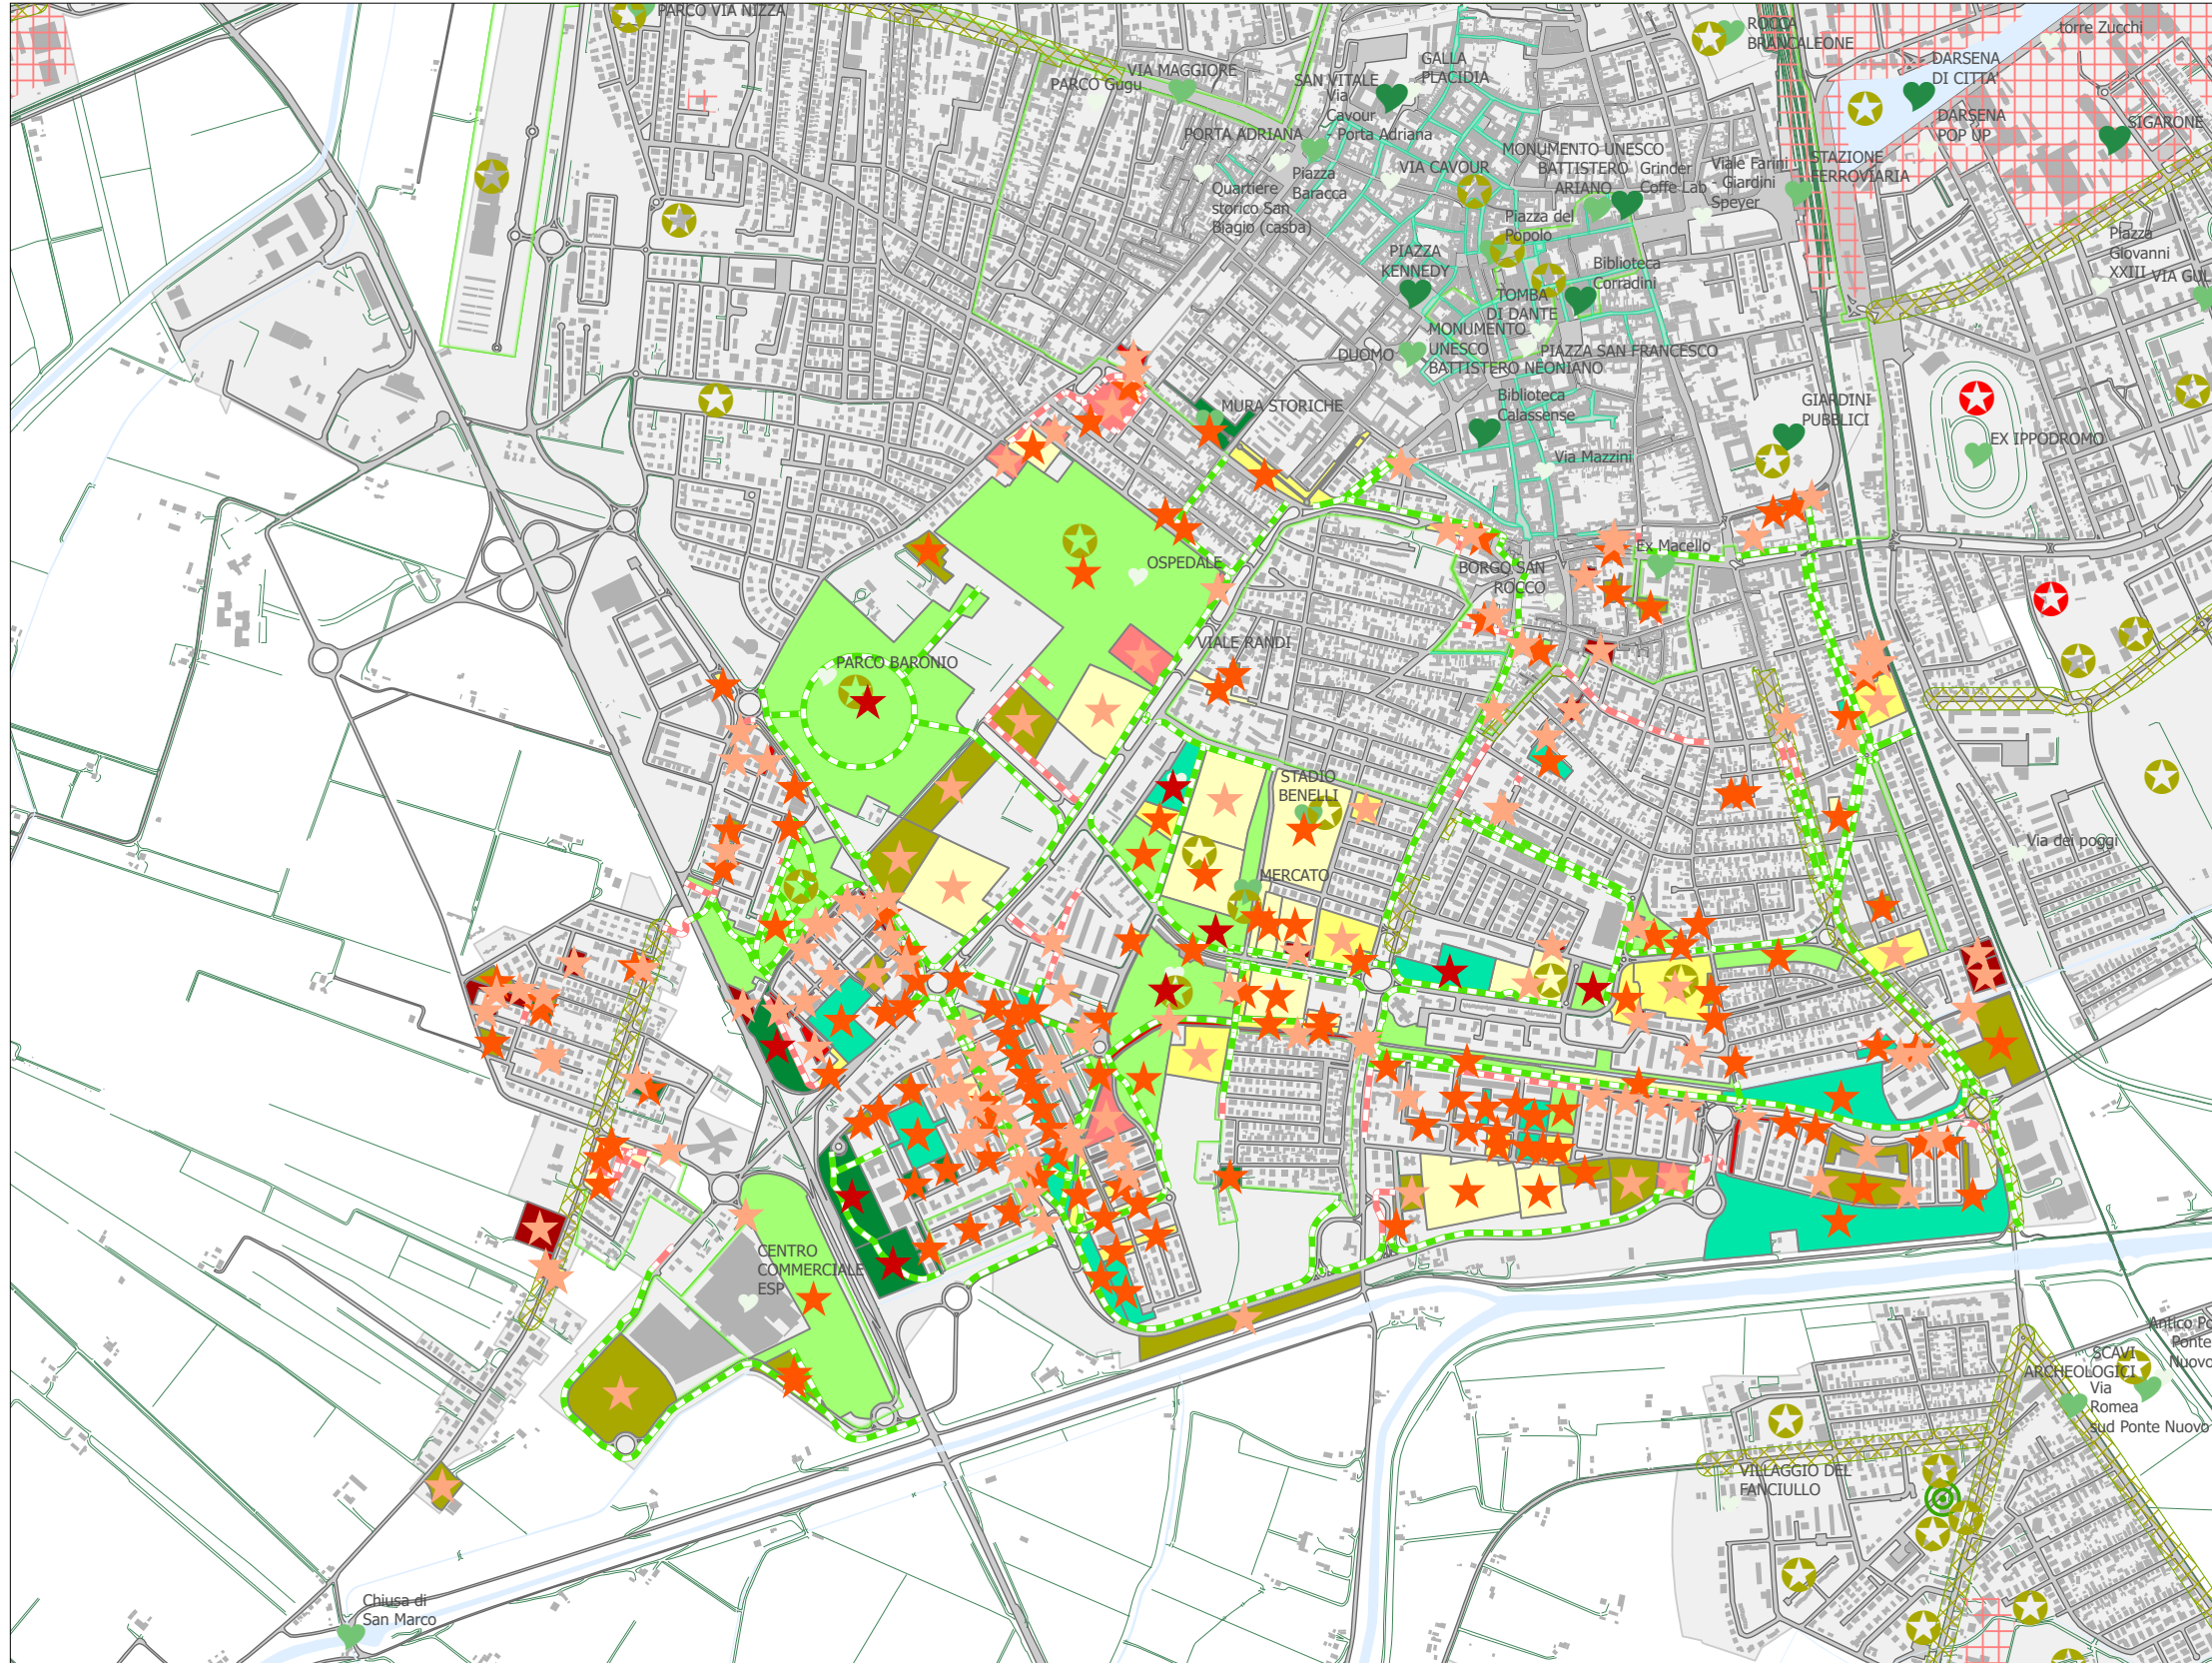 PARCO VIA NIZZA
ROCCA
BRANCALEONE
torre Zucchi
VIA MAGGIORE
PARCO Gugu
SAN VITALE
GALLA
PLACIDIA
Via
Cavour
- Porta Adriana
DARSENA
DI CITTA'
DARSENA
POP UP
SIGARONE
PORTA ADRIANA
Piazza
Baracca
VIA CAVOUR
MONUMENTO UNESCO
BATTISTERO
ARIANO
Grinder
Coffe Lab
Viale Farini
- Giardini
Speyer
STAZIONE
FERROVIARIA
Quartiere
storico San
Biagio (casba)
Piazza del
Popolo
PIAZZA
KENNEDY
Biblioteca
Corradini
Piazza
Giovanni
XXIII
VIA GUL
TOMBA
DI DANTE
MONUMENTO
UNESCO
BATTISTERO NEONIANO
DUOMO
PIAZZA SAN FRANCESCO
MURA STORICHE
Biblioteca
Calassense
GIARDINI
PUBBLICI
EX IPPODROMO
Via Mazzini
OSPEDALE
Ex Macello
BORGO SAN
ROCCO
VIALE RANDI
PARCO BARONIO
STADIO
BENELLI
MERCATO
Via dei poggi
CENTRO
COMMERCIALE
ESP
Antico Po
Ponte
Nuovo
SCAVI
ARCHEOLOGICI
Via
Romea
sud Ponte Nuovo
VILLAGGIO DEL
FANCIULLO
Chiusa di
San Marco